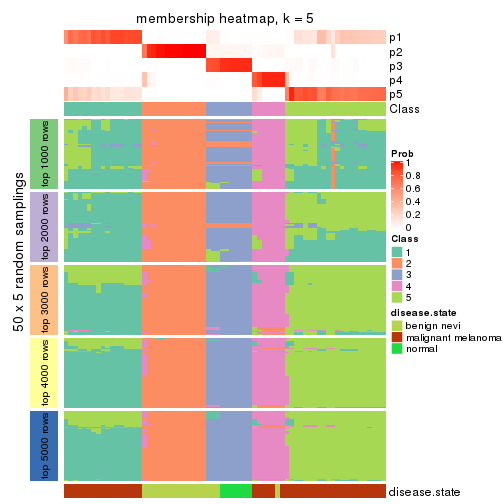 membership heatmap, k = 5
p1
p2
p3
p4
p5
Class
50 x 5 random samplings
top 1000 rows
top 2000 rows
top 3000 rows
top 4000 rows
top 5000 rows
Prob
1
0.8
0.6
0.4
0.2
0
Class
1
2
3
4
5
disease.state
benign nevi
malignant melanoma
normal
disease.state